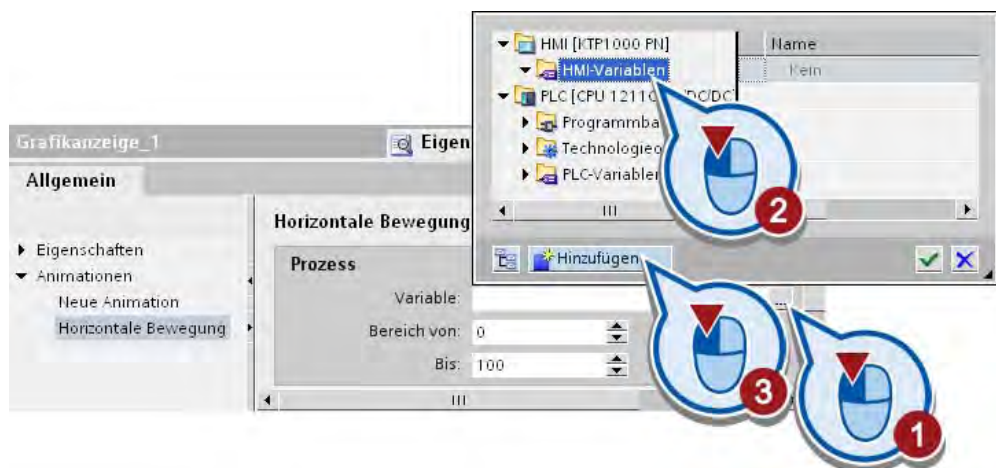 HMI [KTP1000 PN]
Name
HMI-Variablen
Kein
PLC [CPU 1211C DC/DC]
Programmba
Technologieo
PLC-Variablen
2
Hinzufügen
Grafikanzeige_1
Eigen
Allgemein
Horizontale Bewegung
Eigenschaften
Animationen
Neue Animation
Horizontale Bewegung
Prozess
Variable:
...
Bereich von: 0
Bis: 100
3
1